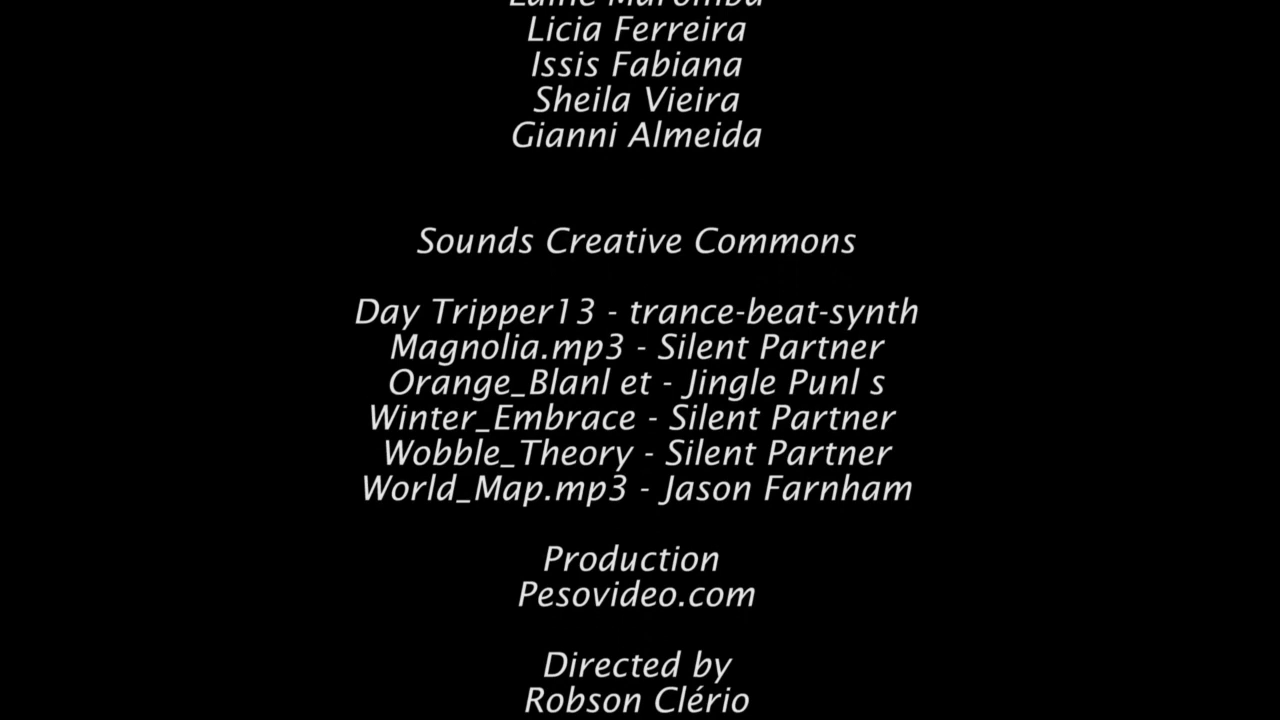 Licia Ferreira
Issis Fabiana
Sheila Vieira
Gianni Almeida
Sounds Creative Commons
Day Tripper13 - trance-beat-synth
Magnolia.mp3 - Silent Partner
Orange_Blanl et - Jingle Punl s
Winter_Embrace - Silent Partner
Wobble_Theory - Silent Partner
World_Map.mp3 - Jason Farnham
Production
Pesovideo.com
Directed by
Robson Clério